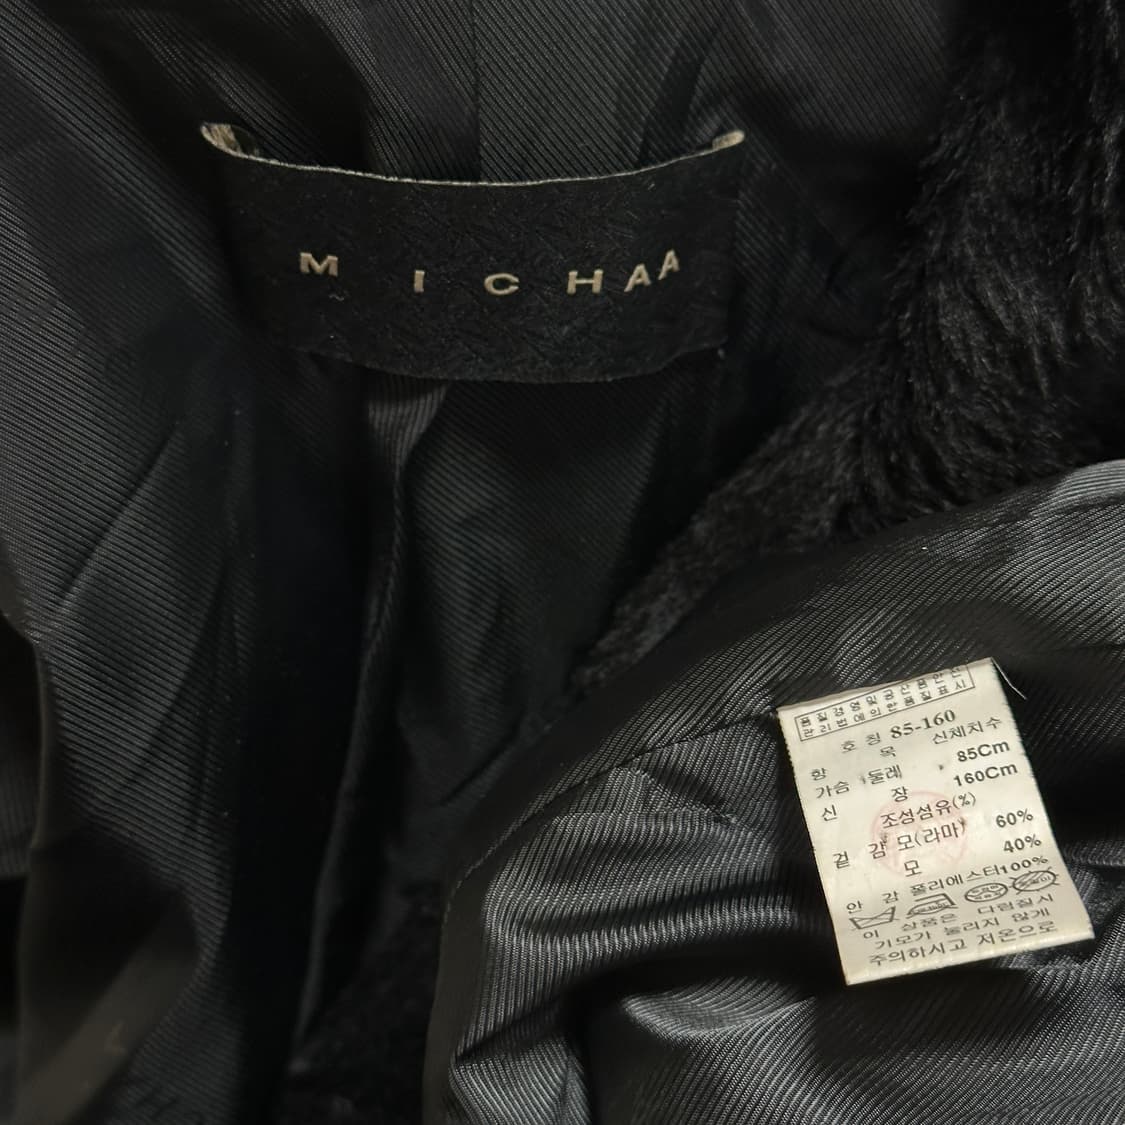 MICHAA
품질경영및공산품안전
관리법에의한품질표시
호칭 85-160
항 목 신체치수
가슴둘레 85Cm
신 장 160Cm
조성섬유(%)
겉 감 모(라마) 60%
모 40%
안 감 폴리에스터100%
이 상품은 다림질시
기모가 눌리지 않게
주의하시고 저온으로